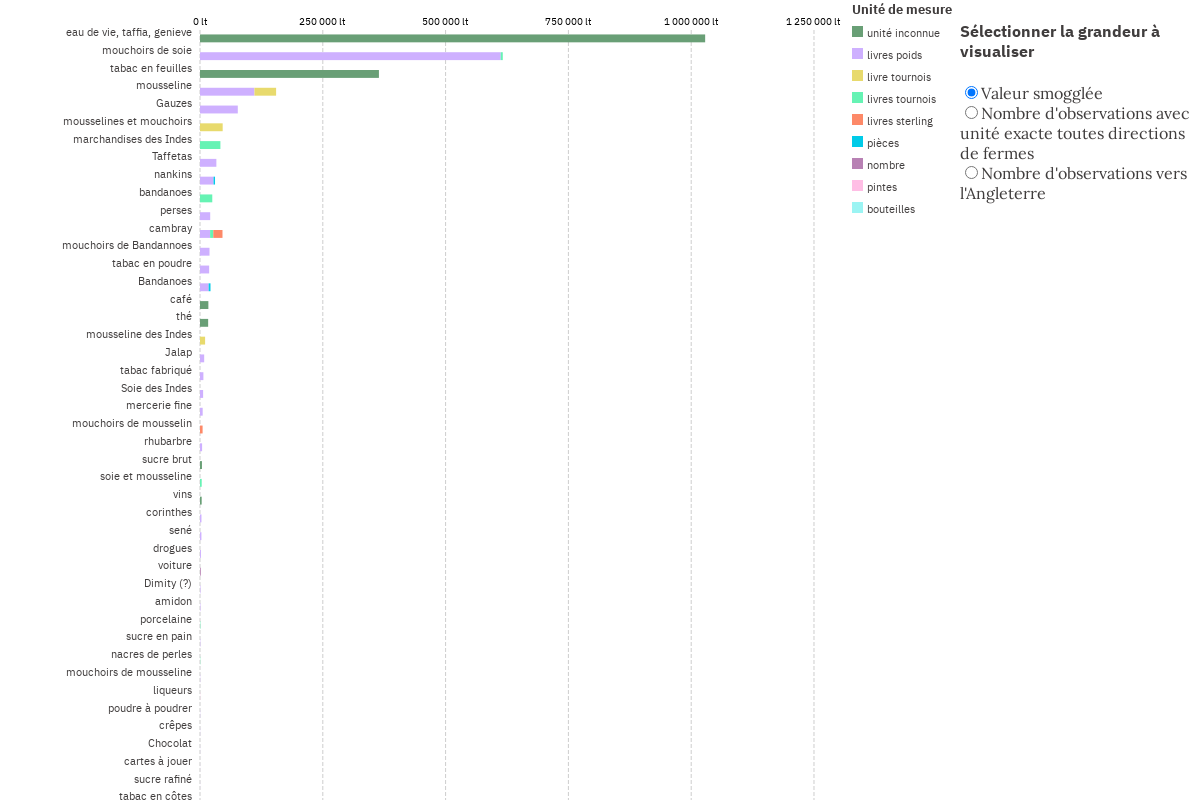 0 lt
250 000 lt
500 000 lt
750 000 lt
1 000 000 lt
1 250 000 lt
eau de vie, taffia, genieve
mouchoirs de soie
tabac en feuilles
mousseline
Gauzes
mousselines et mouchoirs
marchandises des Indes
Taffetas
nankins
bandanoes
perses
cambray
mouchoirs de Bandannoes
tabac en poudre
Bandanoes
café
thé
mousseline des Indes
Jalap
tabac fabriqué
Soie des Indes
mercerie fine
mouchoirs de mousselin
rhubarbre
sucre brut
soie et mousseline
vins
corinthes
sené
drogues
voiture
Dimity (?)
amidon
porcelaine
sucre en pain
nacres de perles
mouchoirs de mousseline
liqueurs
poudre à poudrer
crêpes
Chocolat
cartes à jouer
sucre rafiné
tabac en côtes
Unité de mesure
unité inconnue
livres poids
livre tournois
livres tournois
livres sterling
pièces
nombre
pintes
bouteilles
Sélectionner la grandeur à
visualiser
Valeur smogglée
Nombre d'observations avec
unité exacte toutes directions
de fermes
Nombre d'observations vers
l'Angleterre